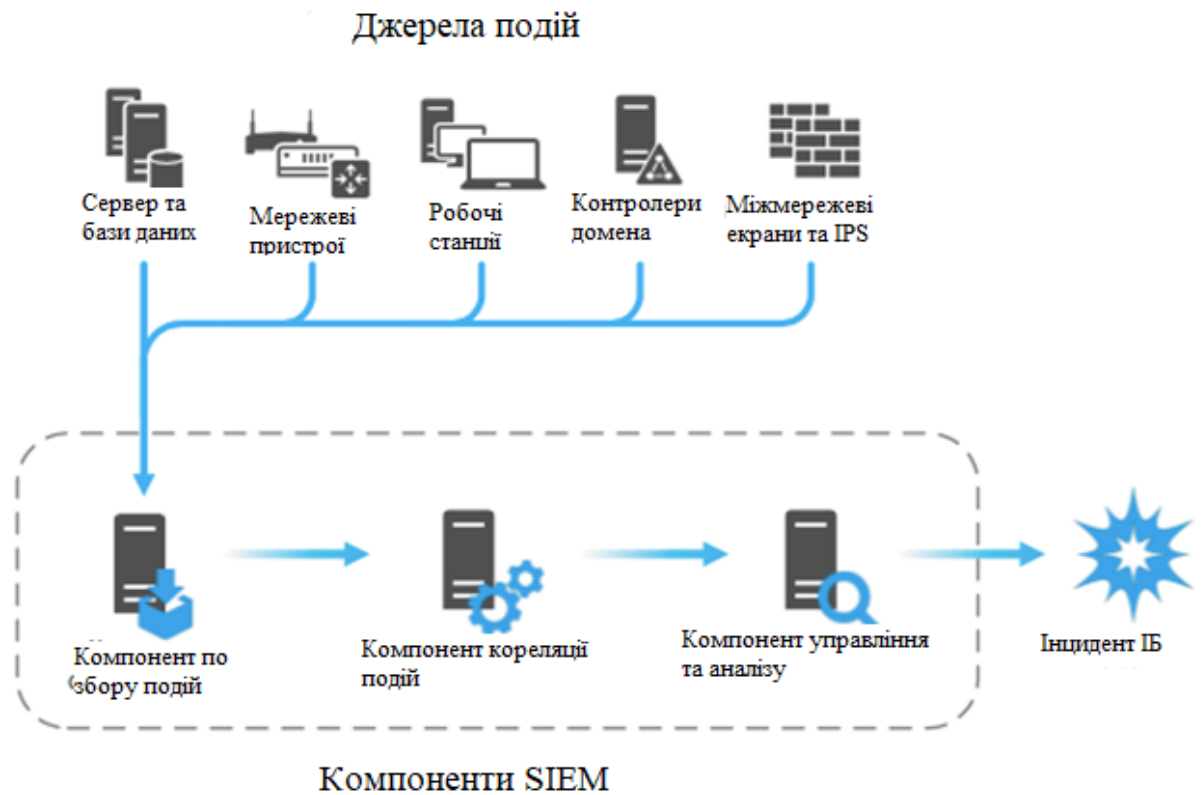 Джерела подій
Сервер та
бази даних
Мережеві
пристрої
Робочі
станції
Контролери
домена
Міжмережеві
екрани та IPS
Компонент по
збору подій
Компонент кореляції
подій
Компонент управління
та аналізу
Інцидент ІБ
Компоненти SIEM